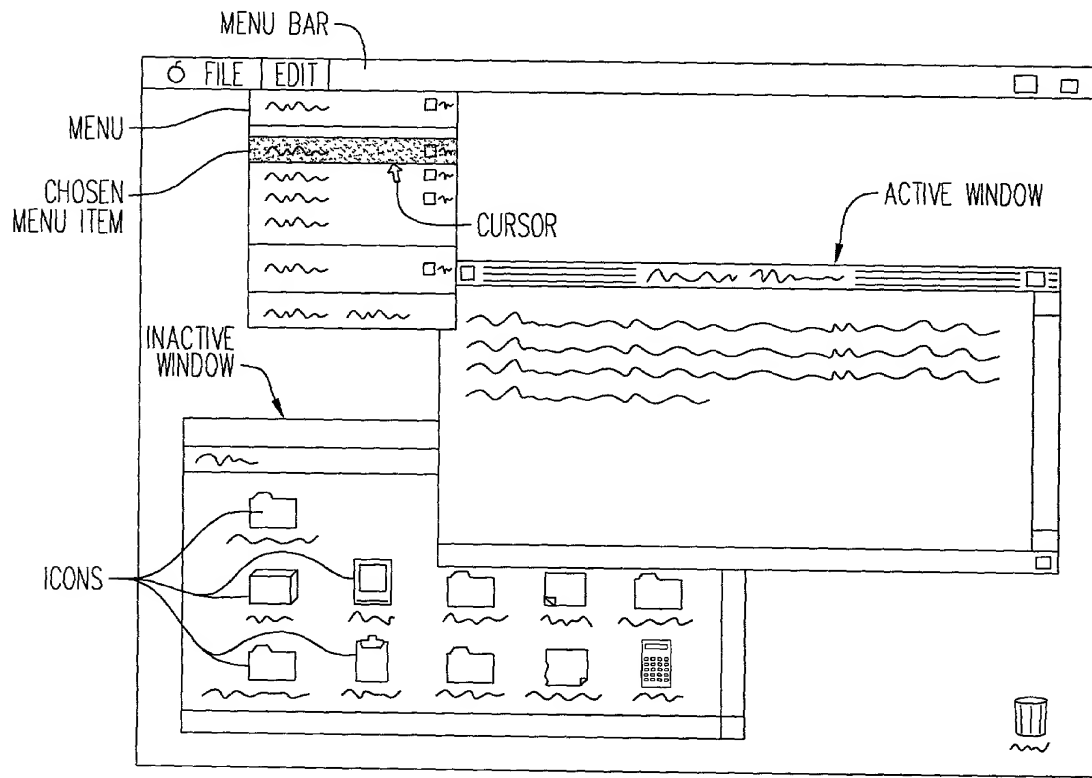 MENU BAR
FILE EDIT
MENU
CHOSEN
MENU ITEM
CURSOR
ACTIVE WINDOW
INACTIVE
WINDOW
ICONS